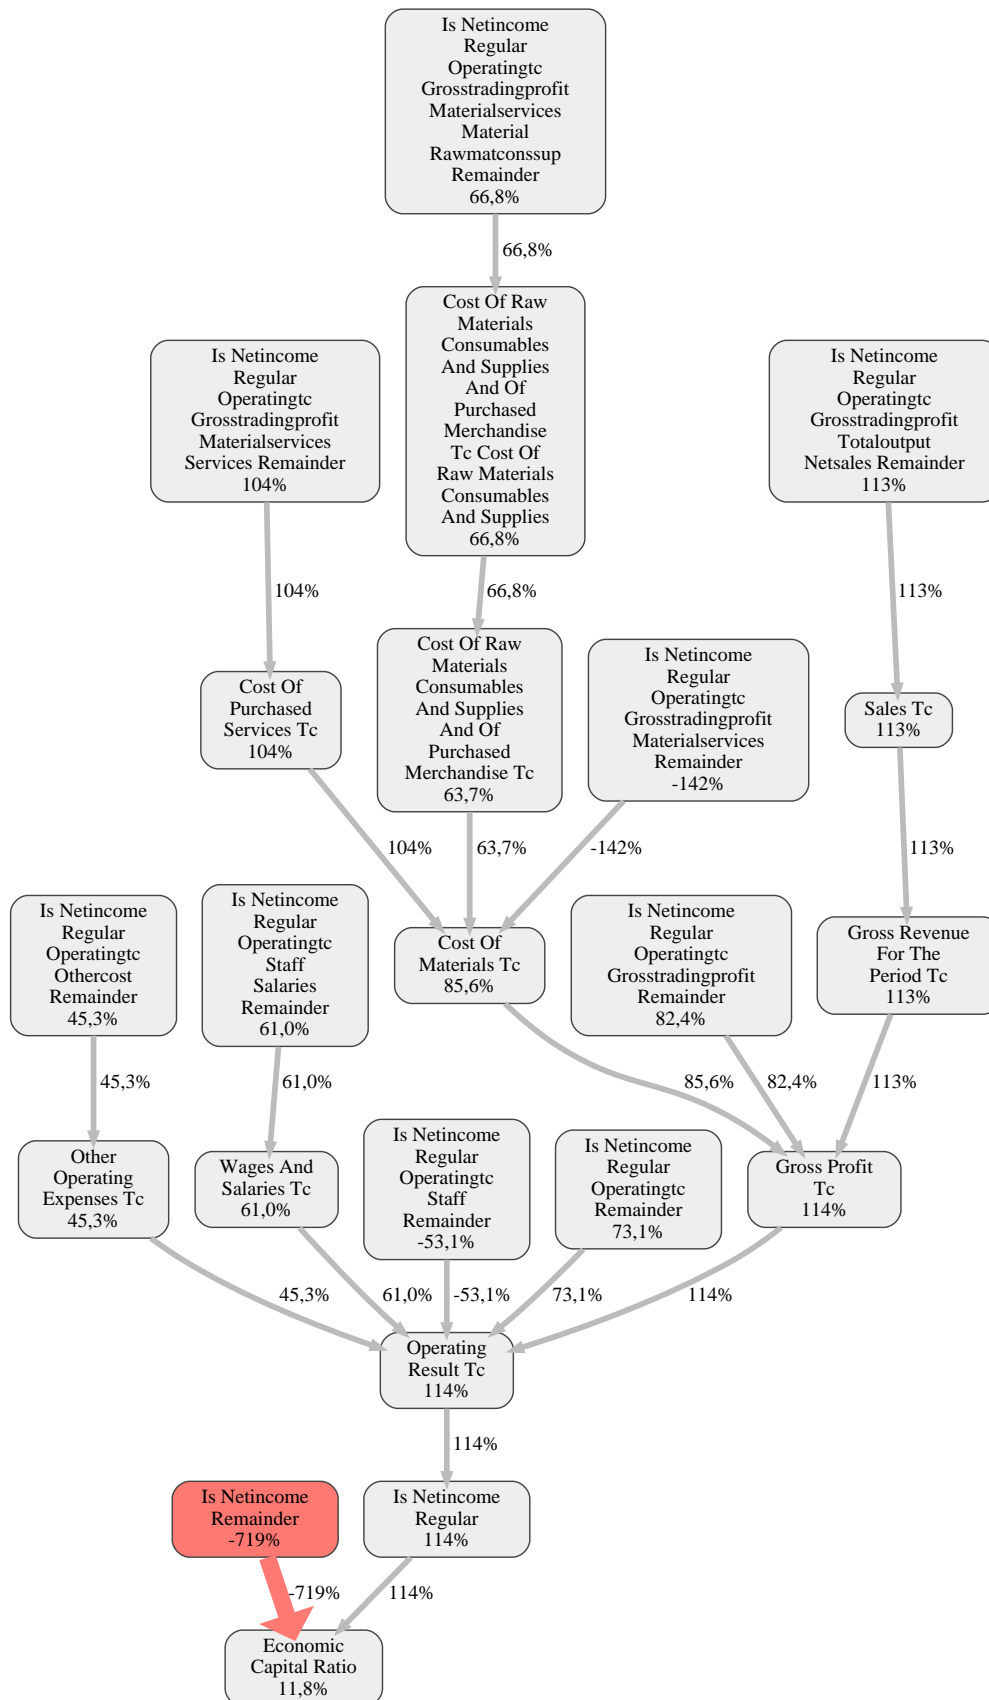 Is Netincome
Regular
Operatingtc
Grosstradingprofit
Materialservices
Material
Rawmatconssup
Remainder
66,8%
66,8%
Cost Of Raw
Materials
Consumables
And Supplies
And Of
Purchased
Merchandise
Tc Cost Of
Raw Materials
Consumables
And Supplies
66,8%
Is Netincome
Regular
Operatingtc
Grosstradingprofit
Materialservices
Services Remainder
104%
Is Netincome
Regular
Operatingtc
Grosstradingprofit
Totaloutput
Netsales Remainder
113%
104%
66,8%
113%
Cost Of
Purchased
Services Tc
104%
Cost Of Raw
Materials
Consumables
And Supplies
And Of
Purchased
Merchandise Tc
63,7%
Is Netincome
Regular
Operatingtc
Grosstradingprofit
Materialservices
Remainder
-142%
Sales Tc
113%
104%
63,7%
-142%
113%
Is Netincome
Regular
Operatingtc
Othercost
Remainder
45,3%
Is Netincome
Regular
Operatingtc
Staff
Salaries
Remainder
61,0%
Cost Of
Materials Tc
85,6%
Is Netincome
Regular
Operatingtc
Grosstradingprofit
Remainder
82,4%
Gross Revenue
For The
Period Tc
113%
45,3%
61,0%
85,6%
82,4%
113%
Other
Operating
Expenses Tc
45,3%
Wages And
Salaries Tc
61,0%
Is Netincome
Regular
Operatingtc
Staff
Remainder
-53,1%
Is Netincome
Regular
Operatingtc
Remainder
73,1%
Gross Profit
Tc
114%
45,3%
61,0%
-53,1%
73,1%
114%
Operating
Result Tc
114%
114%
Is Netincome
Remainder
-719%
Is Netincome
Regular
114%
-719%
114%
Economic
Capital Ratio
11,8%